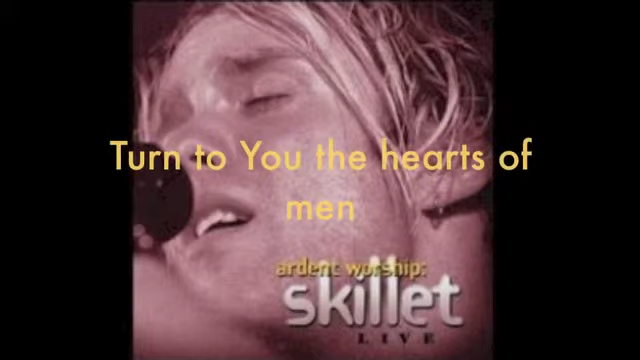 Turn to You the hearts of
men
ardent worship:
skillet
LIVE